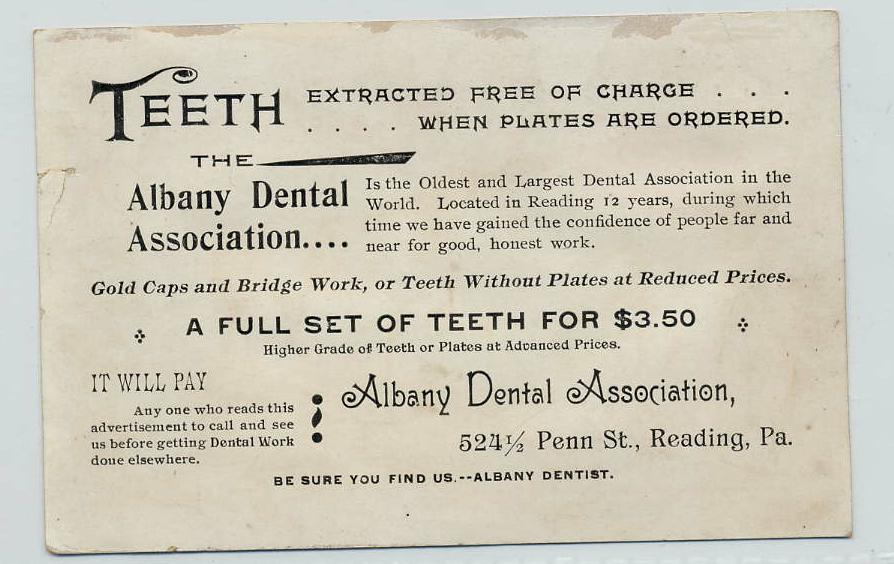 TEETH EXTRACTED FREE OF CHARGE . . .
. . . . WHEN PLATES ARE ORDERED.
THE
Albany Dental
Association....
Is the Oldest and Largest Dental Association in the
World. Located in Reading 12 years, during which
time we have gained the confidence of people far and
near for good, honest work.
Gold Caps and Bridge Work, or Teeth Without Plates at Reduced Prices.
A FULL SET OF TEETH FOR $3.50
Higher Grade of Teeth or Plates at Advanced Prices.
IT WILL PAY
Any one who reads this
advertisement to call and see
us before getting Dental Work
done elsewhere.
Albany Dental Association,
524½ Penn St., Reading, Pa.
BE SURE YOU FIND US.--ALBANY DENTIST.